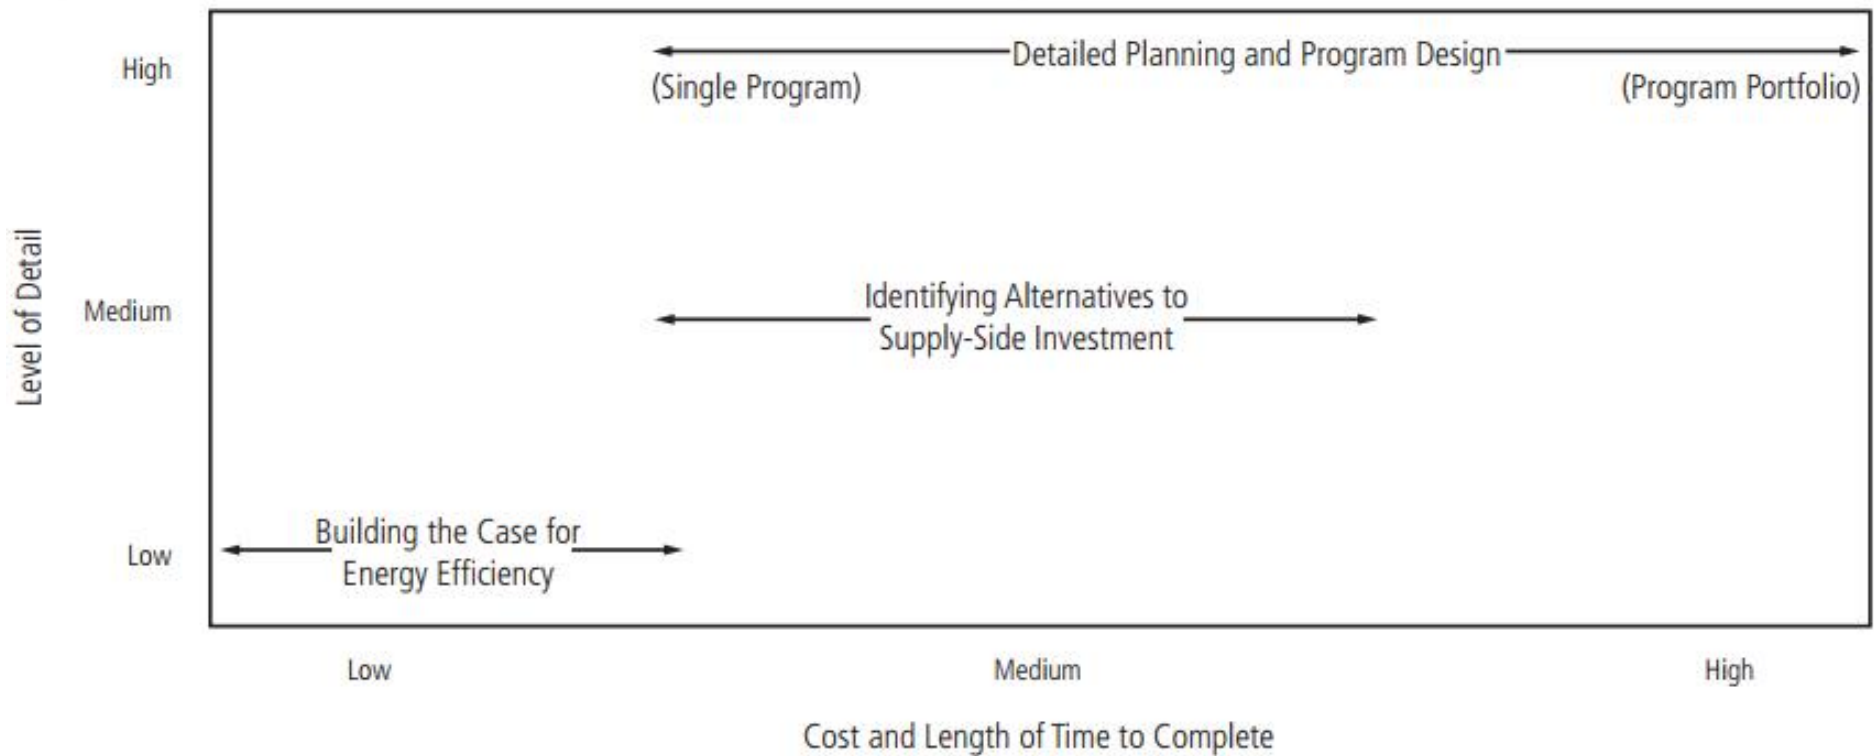 High
Detailed Planning and Program Design
(Single Program)
(Program Portfolio)
Level of Detail
Medium
Identifying Alternatives to
Supply-Side Investment
Low
Building the Case for
Energy Efficiency
Low
Medium
High
Cost and Length of Time to Complete